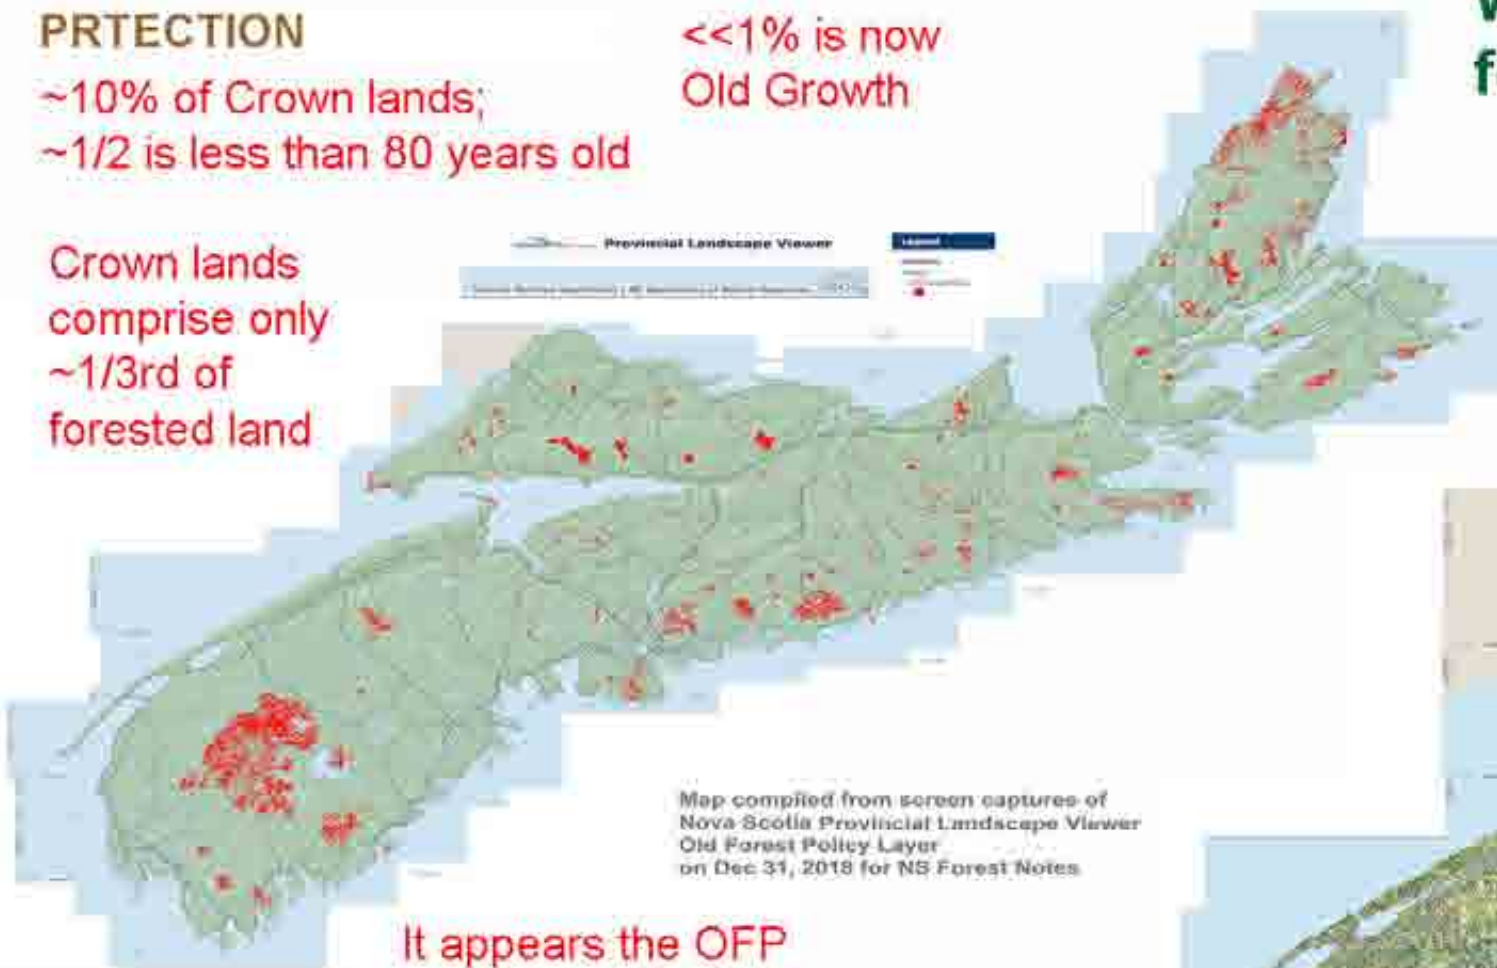 PRTECTION
~10% of Crown lands;
~1/2 is less than 80 years old
<<1% is now
Old Growth
Crown lands
comprise only
~1/3rd of
forested land
Provincial Landscape Viewer
Legend
Map compiled from screen captures of
Nova Scotia Provincial Landscape Viewer
Old Forest Policy Layer
on Dec 31, 2018 for NS Forest Notes
It appears the OFP